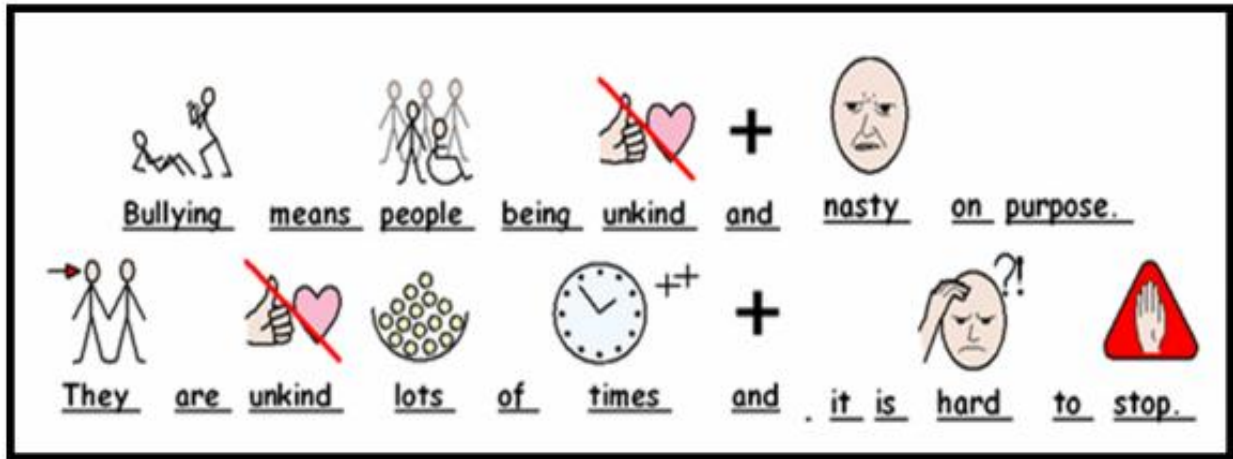 Bullying means people being unkind and nasty on purpose.
They are unkind lots of times and . it is hard to stop.